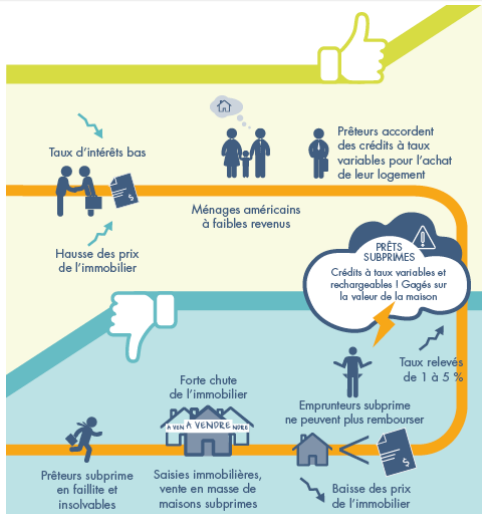 Taux d'intérêts bas
Hausse des prix
de l'immobilier
Ménages américains
à faibles revenus
Prêteurs accordent
des crédits à taux
variables pour l'achat
de leur logement
$
PRÊTS
SUBPRIMES
Crédits à taux variables et
rechargeables ! Gagés sur
la valeur de la maison
Taux relevés
de 1 à 5 %
Emprunteurs subprime
ne peuvent plus rembourser
$
Baisse des prix
de l'immobilier
Forte chute
de l'immobilier
A VEN A VENDRE NDRE
Saisies immobilières,
vente en masse de
maisons subprimes
Prêteurs subprime
en faillite et
insolvables